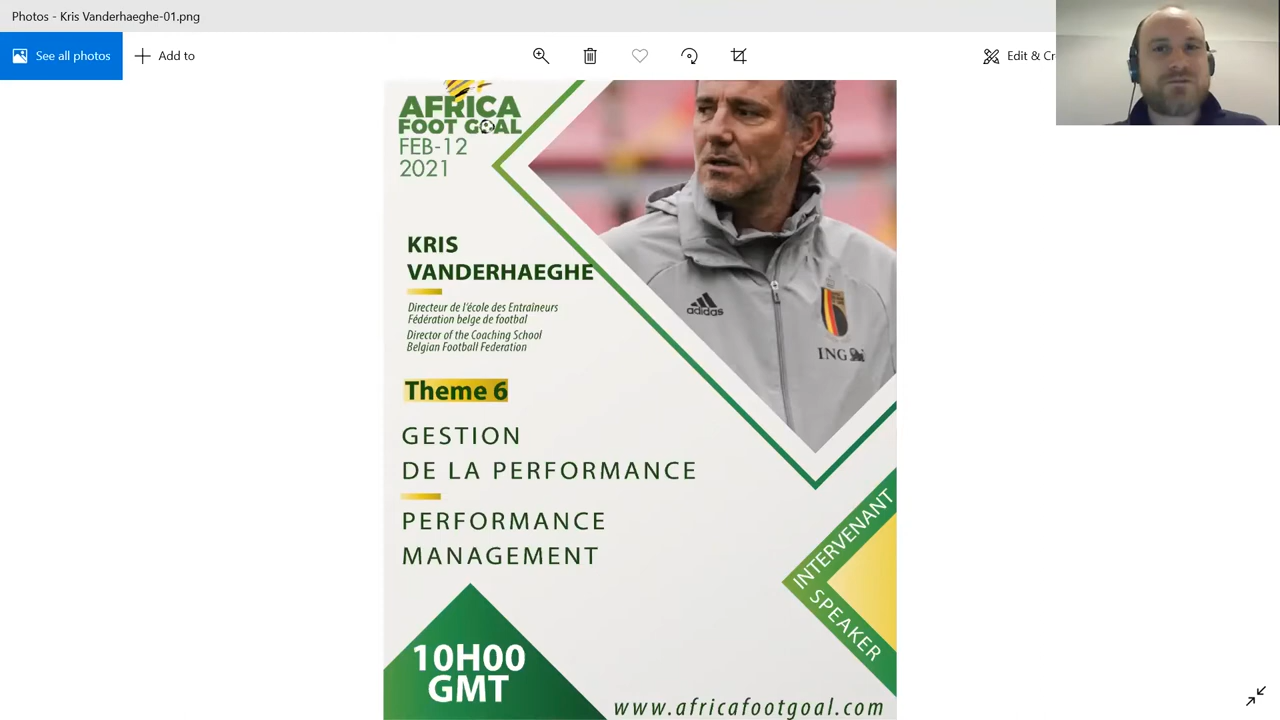 Photos - Kris Vanderhaeghe-01.png
See all photos
Add to
Edit & Cr
AFRICA
FOOT GOAL
FEB-12
2021
KRIS
VANDERHAEGHE
Directeur de l'école des Entraîneurs
Fédération belge de footbal
Director of the Coaching School
Belgian Football Federation
Theme 6
GESTION
DE LA PERFORMANCE
PERFORMANCE
MANAGEMENT
10H00
GMT
adidas
ING
INTERVENANT
SPEAKER
www.africafootgoal.com